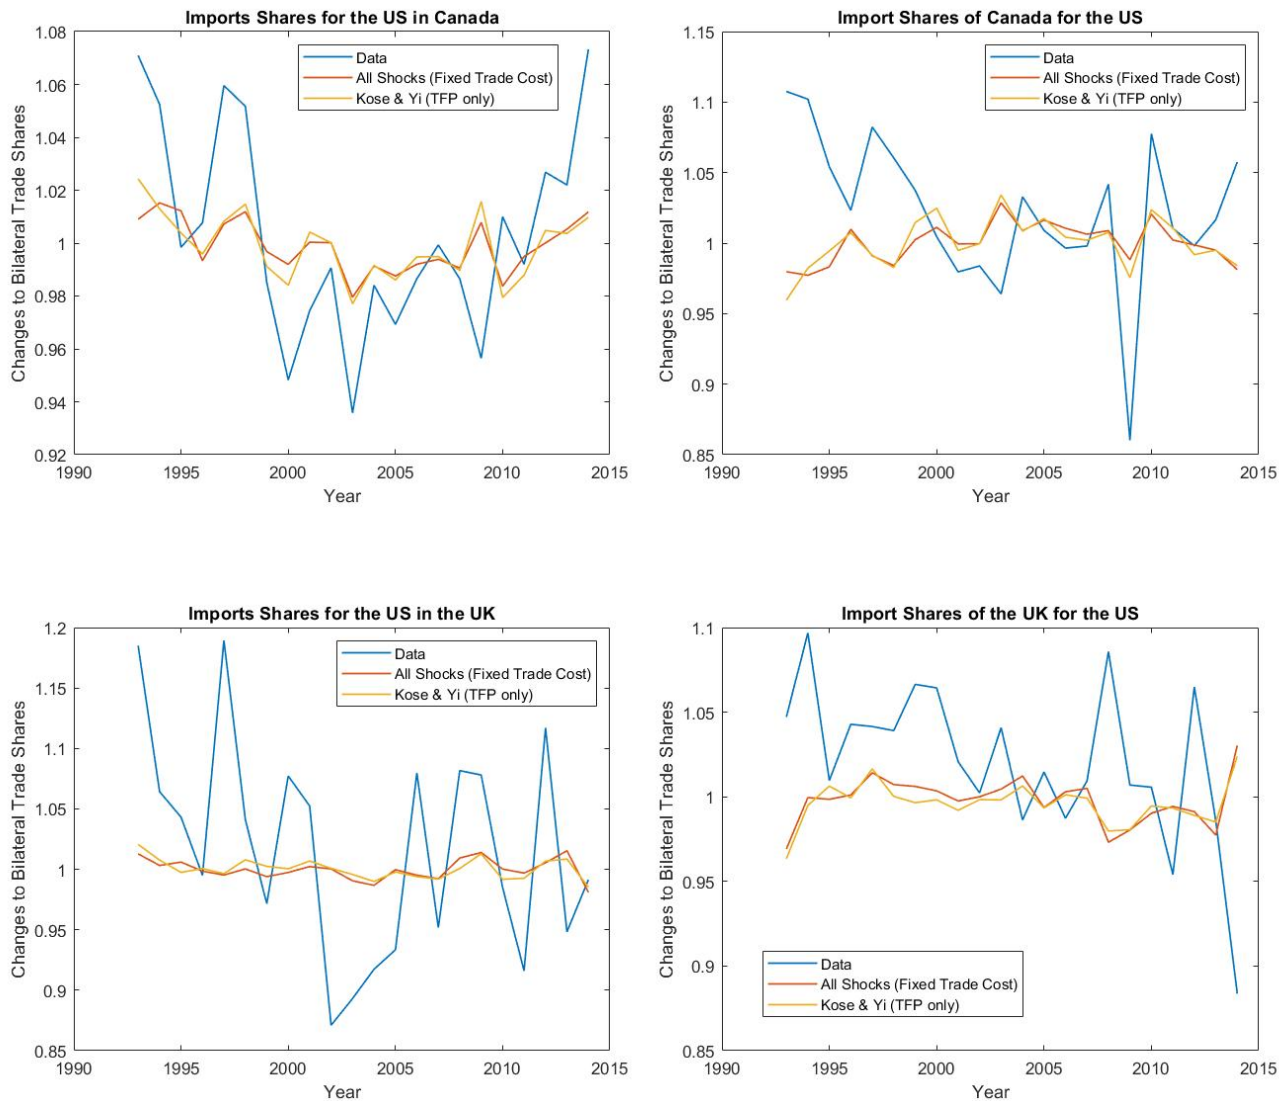 Imports Shares for the US in Canada
1.08
1.06
1.04
1.02
1
0.98
0.96
0.94
0.92
Changes to Bilateral Trade Shares
Data
All Shocks (Fixed Trade Cost)
Kose & Yi (TFP only)
1990
1995
2000
2005
2010
2015
Year
Import Shares of Canada for the US
1.15
1.1
1.05
1
0.95
0.9
0.85
Changes to Bilateral Trade Shares
Data
All Shocks (Fixed Trade Cost)
Kose & Yi (TFP only)
1990
1995
2000
2005
2010
2015
Year
Imports Shares for the US in the UK
1.2
1.15
1.1
1.05
1
0.95
0.9
0.85
Changes to Bilateral Trade Shares
Data
All Shocks (Fixed Trade Cost)
Kose & Yi (TFP only)
1990
1995
2000
2005
2010
2015
Year
Import Shares of the UK for the US
1.1
1.05
1
0.95
0.9
0.85
Changes to Bilateral Trade Shares
Data
All Shocks (Fixed Trade Cost)
Kose & Yi (TFP only)
1990
1995
2000
2005
2010
2015
Year